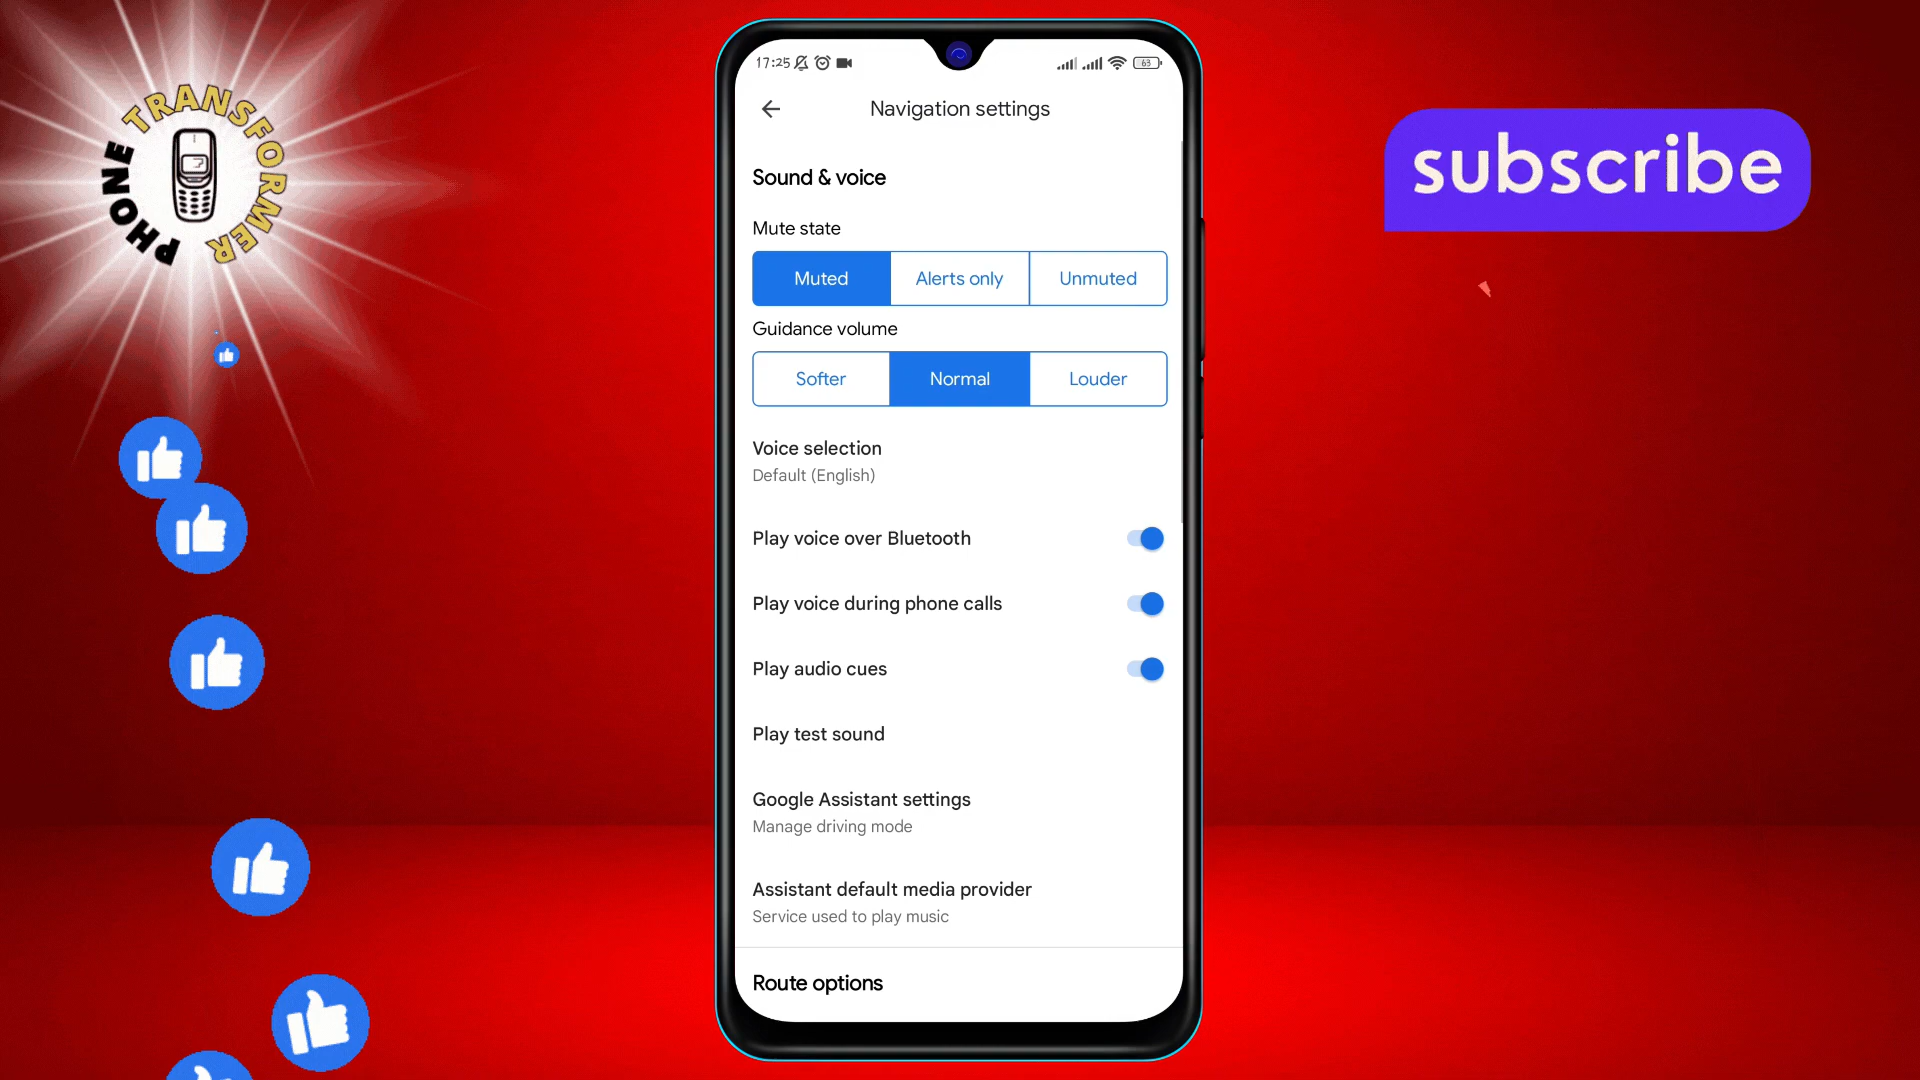 PHONE TRANSFORMER
subscribe
17:25
63
Navigation settings
Sound & voice
Mute state
Muted
Alerts only
Unmuted
Guidance volume
Softer
Normal
Louder
Voice selection
Default (English)
Play voice over Bluetooth
Play voice during phone calls
Play audio cues
Play test sound
Google Assistant settings
Manage driving mode
Assistant default media provider
Service used to play music
Route options